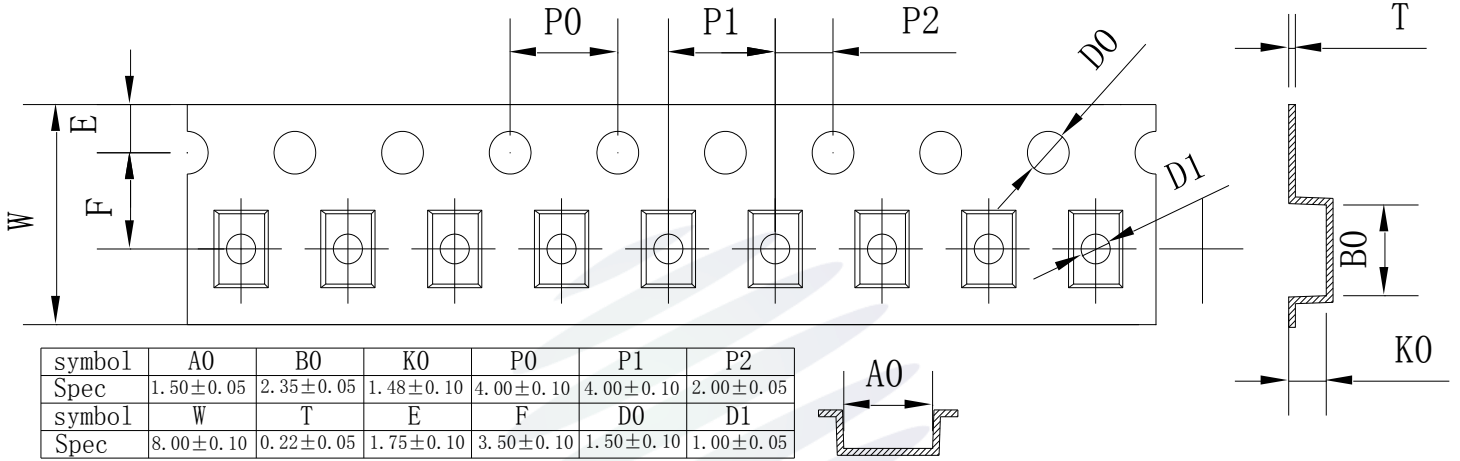 P0 P1 P2 T
D0
E
F
W
D1
B0
K0
A0
symbol A0 B0 K0 P0 P1 P2
Spec 1.50±0.05 2.35±0.05 1.48±0.10 4.00±0.10 4.00±0.10 2.00±0.05
symbol W T E F D0 D1
Spec 8.00±0.10 0.22±0.05 1.75±0.10 3.50±0.10 1.50±0.10 1.00±0.05